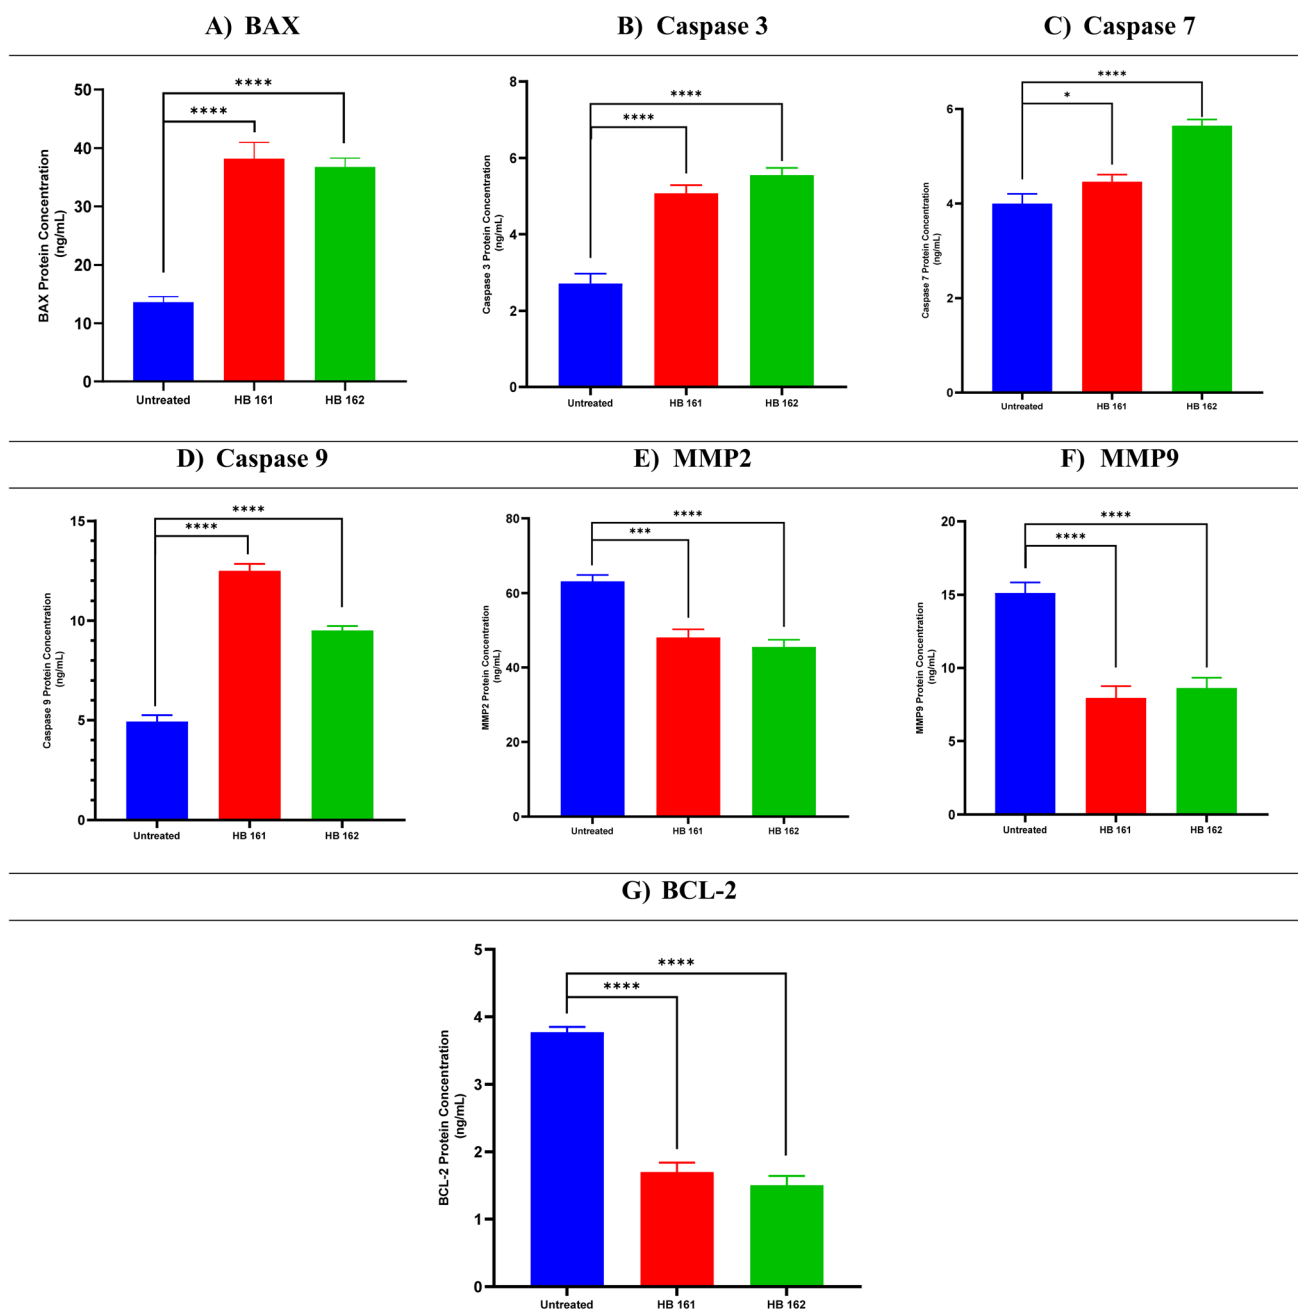 A) BAX
B) Caspase 3
C) Caspase 7
BAX Protein Concentration
(ng/mL)
50
40
30
20
10
0
****
****
Untreated
HB 161
HB 162
Caspase 3 Protein Concentration
(ng/mL)
8
6
4
2
0
****
****
Untreated
HB 161
HB 162
Caspase 7 Protein Concentration
(ng/mL)
6
4
2
0
****
*
Untreated
HB 161
HB 162
D) Caspase 9
E) MMP2
F) MMP9
Caspase 9 Protein Concentration
(ng/mL)
15
10
5
0
****
****
Untreated
HB 161
HB 162
MMP2 Protein Concentration
(ng/mL)
80
60
40
20
0
****
***
Untreated
HB 161
HB 162
MMP9 Protein Concentration
(ng/mL)
20
15
10
5
0
****
****
Untreated
HB 161
HB 162
G) BCL-2
BCL-2 Protein Concentration
(ng/mL)
5
4
3
2
1
0
****
****
Untreated
HB 161
HB 162